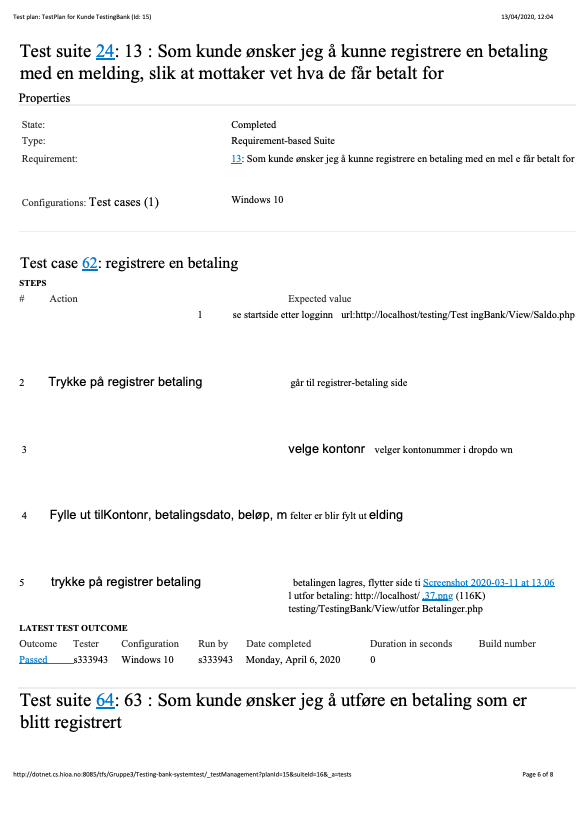 Test plan: TestPlan for Kunde TestingBank (Id: 15) 13/04/2020, 12:04
Test suite 24: 13 : Som kunde ønsker jeg å kunne registrere en betaling
med en melding, slik at mottaker vet hva de får betalt for
Properties
State: Completed
Type: Requirement-based Suite
Requirement: 13: Som kunde ønsker jeg å kunne registrere en betaling med en mel e får betalt for
Configurations: Test cases (1) Windows 10
Test case 62: registrere en betaling
STEPS
# Action Expected value
1 se startside etter logginn url:http://localhost/testing/Test ingBank/View/Saldo.php
2 Trykke på registrer betaling går til registrer-betaling side
3 velge kontonr velger kontonummer i dropdo wn
4 Fylle ut tilKontonr, betalingsdato, beløp, m felter er blir fylt ut elding
5 trykke på registrer betaling betalingen lagres, flytter side ti Screenshot 2020-03-11 at 13.06
l utfor betaling: http://localhost/ .37.png (116K)
testing/TestingBank/View/utfor Betalinger.php
LATEST TEST OUTCOME
Outcome Tester Configuration Run by Date completed Duration in seconds Build number
Passed s333943 Windows 10 s333943 Monday, April 6, 2020 0
Test suite 64: 63 : Som kunde ønsker jeg å utføre en betaling som er
blitt registrert
http://dotnet.cs.hioa.no:8085/tfs/Gruppe3/Testing-bank-systemtest/_testManagement?planId=15&suiteId=16&_a=tests Page 6 of 8